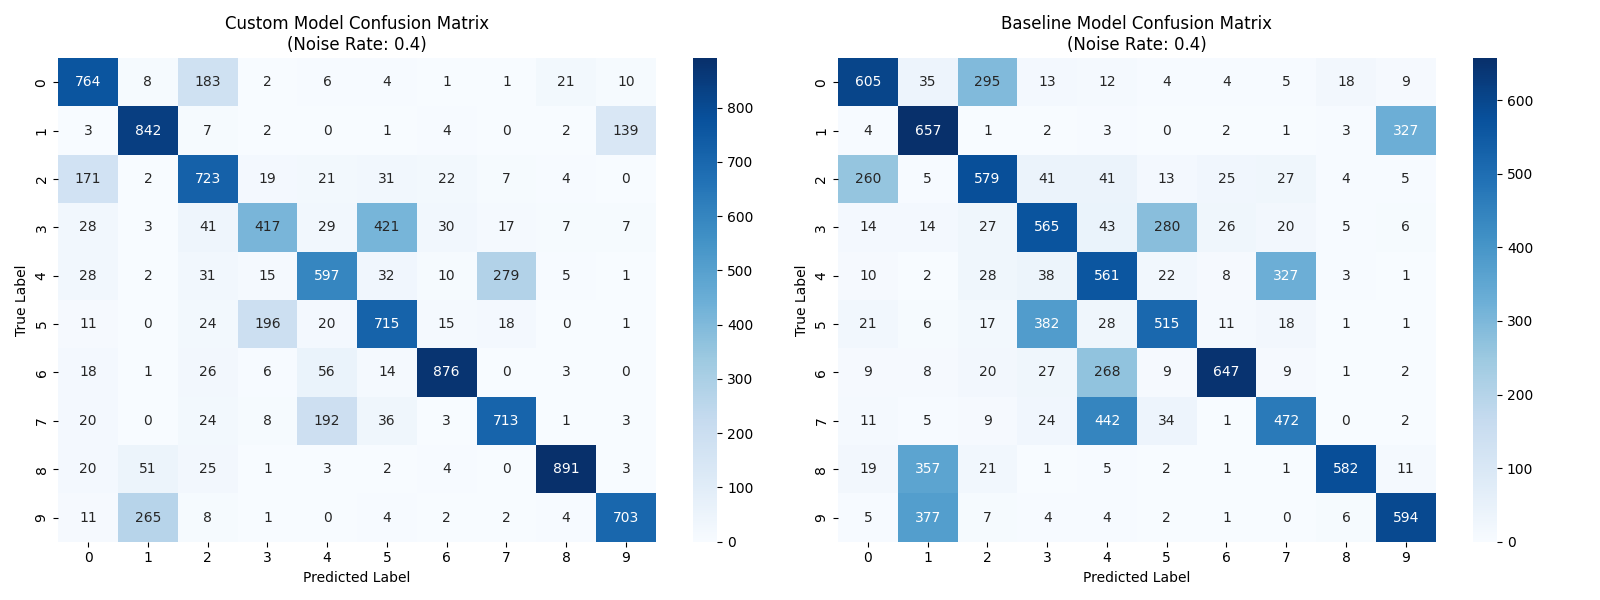 Custom Model Confusion Matrix
(Noise Rate: 0.4)
0 764 8 183 2 6 4 1 1 21 10
1 3 842 7 2 0 1 4 0 2 139
2 171 2 723 19 21 31 22 7 4 0
3 28 3 41 417 29 421 30 17 7 7
4 28 2 31 15 597 32 10 279 5 1
5 11 0 24 196 20 715 15 18 0 1
6 18 1 26 6 56 14 876 0 3 0
7 20 0 24 8 192 36 3 713 1 3
8 20 51 25 1 3 2 4 0 891 3
9 11 265 8 1 0 4 2 2 4 703
0 1 2 3 4 5 6 7 8 9
True Label
Predicted Label
800
700
600
500
400
300
200
100
0
Baseline Model Confusion Matrix
(Noise Rate: 0.4)
0 605 35 295 13 12 4 4 5 18 9
1 4 657 1 2 3 0 2 1 3 327
2 260 5 579 41 41 13 25 27 4 5
3 14 14 27 565 43 280 26 20 5 6
4 10 2 28 38 561 22 8 327 3 1
5 21 6 17 382 28 515 11 18 1 1
6 9 8 20 27 268 9 647 9 1 2
7 11 5 9 24 442 34 1 472 0 2
8 19 357 21 1 5 2 1 1 582 11
9 5 377 7 4 4 2 1 0 6 594
0 1 2 3 4 5 6 7 8 9
True Label
Predicted Label
600
500
400
300
200
100
0